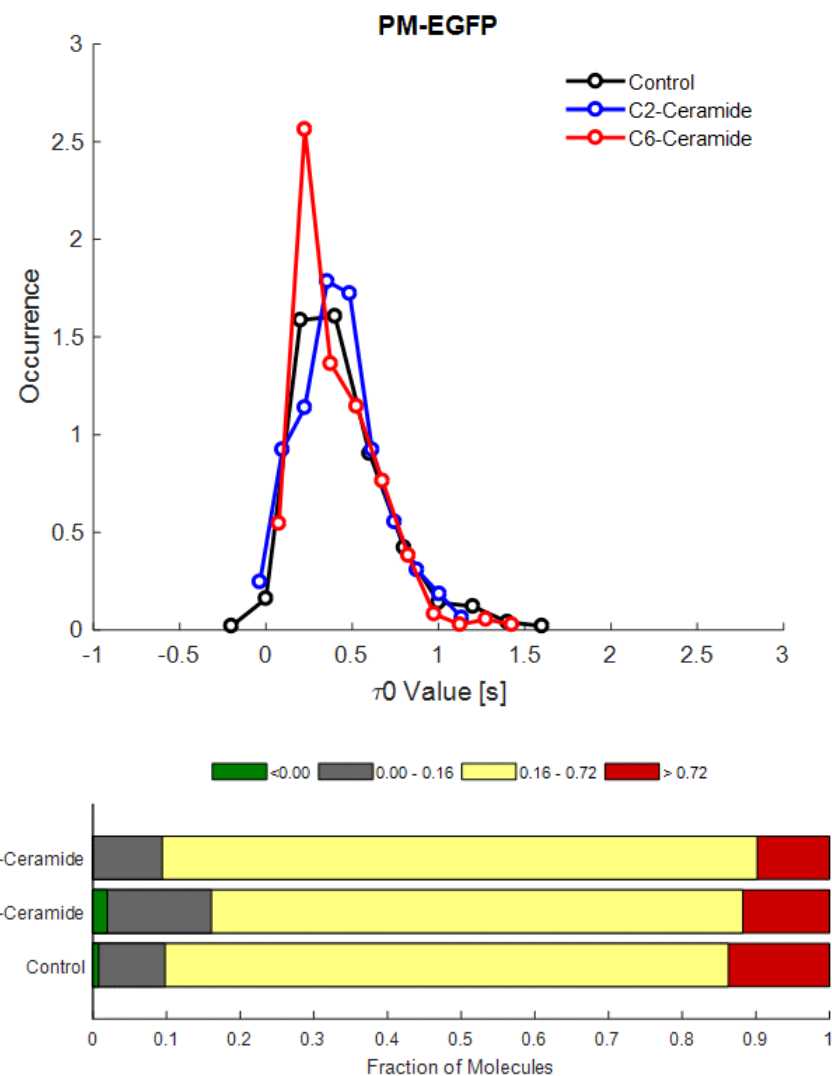 PM-EGFP
3
2.5
2
1.5
1
0.5
0
Occurrence
Control
C2-Ceramide
C6-Ceramide
-1 -0.5 0 0.5 1 1.5 2 2.5 3
τ0 Value [s]
<0.00 0.00 - 0.16 0.16 - 0.72 > 0.72
-Ceramide
-Ceramide
Control
0 0.1 0.2 0.3 0.4 0.5 0.6 0.7 0.8 0.9 1
Fraction of Molecules